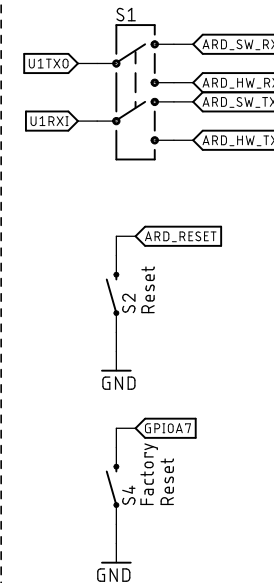 S1
U1TXO
ARD_SW_RX
ARD_HW_RX
U1RXI
ARD_SW_TX
ARD_HW_TX
ARD_RESET
S2
Reset
GND
GPIOA7
S4
Factory
Reset
GND